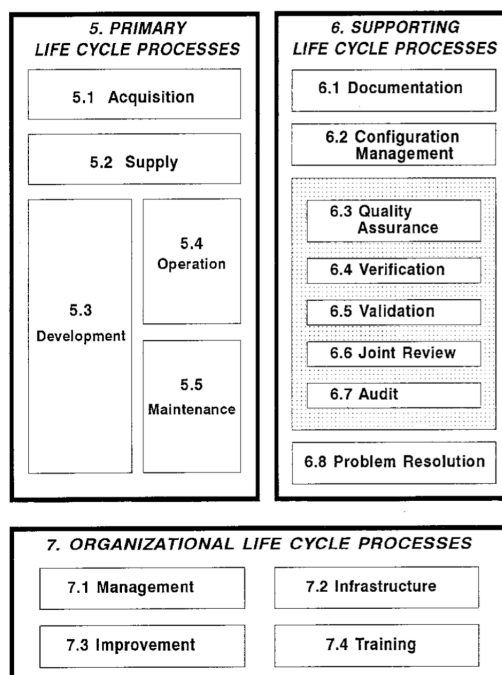 5. PRIMARY
LIFE CYCLE PROCESSES
5.1 Acquisition
5.2 Supply
5.3
Development
5.4
Operation
5.5
Maintenance
6. SUPPORTING
LIFE CYCLE PROCESSES
6.1 Documentation
6.2 Configuration
Management
6.3 Quality
Assurance
6.4 Verification
6.5 Validation
6.6 Joint Review
6.7 Audit
6.8 Problem Resolution
7. ORGANIZATIONAL LIFE CYCLE PROCESSES
7.1 Management
7.2 Infrastructure
7.3 Improvement
7.4 Training